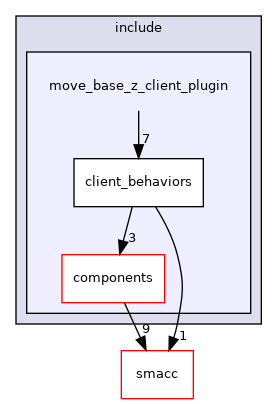 include
move_base_z_client_plugin
7
client_behaviors
3
components
9
1
smacc